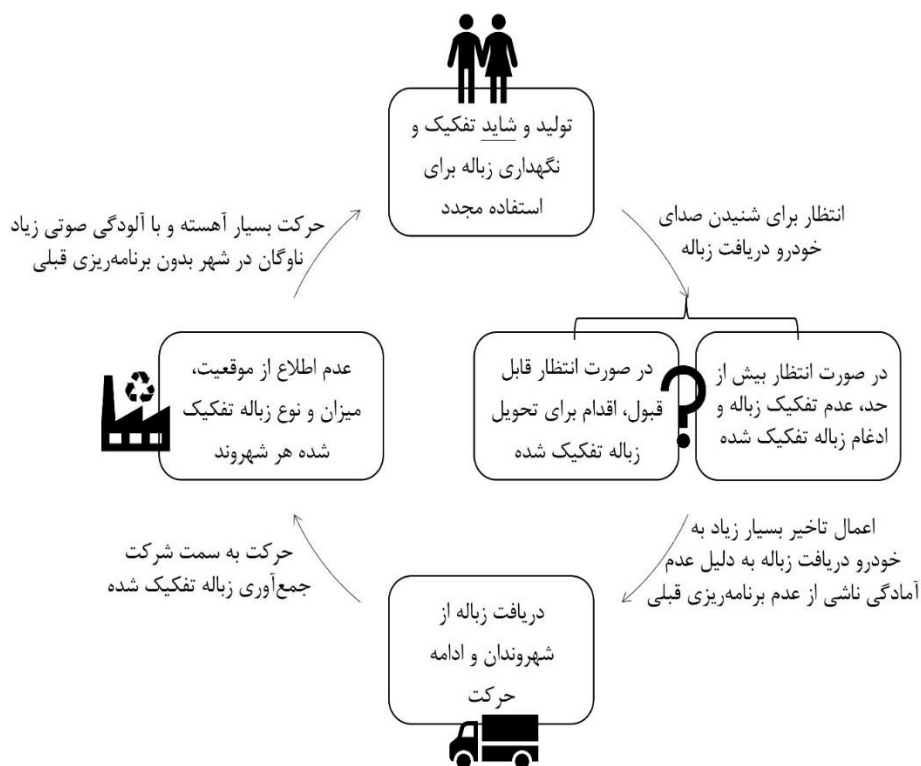 تولید و شاید تفکیک و
نگهداری زباله برای
استفاده مجدد
انتظار برای شنیدن صدای
خودرو دریافت زباله
در صورت انتظار بیش از
حد، عدم تفکیک زباله و
ادغام زباله تفکیک شده
در صورت انتظار قابل
قبول، اقدام برای تحویل
زباله تفکیک شده
اعمال تاخیر بسیار زیاد به
خودرو دریافت زباله به دلیل عدم
آمادگی ناشی از عدم برنامه‌ریزی قبلی
دریافت زباله از
شهروندان و ادامه
حرکت
حرکت به سمت شرکت
جمع‌آوری زباله تفکیک شده
عدم اطلاع از موقعیت،
میزان و نوع زباله تفکیک
شده هر شهروند
حرکت بسیار آهسته و با آلودگی صوتی زیاد
ناوگان در شهر بدون برنامه‌ریزی قبلی